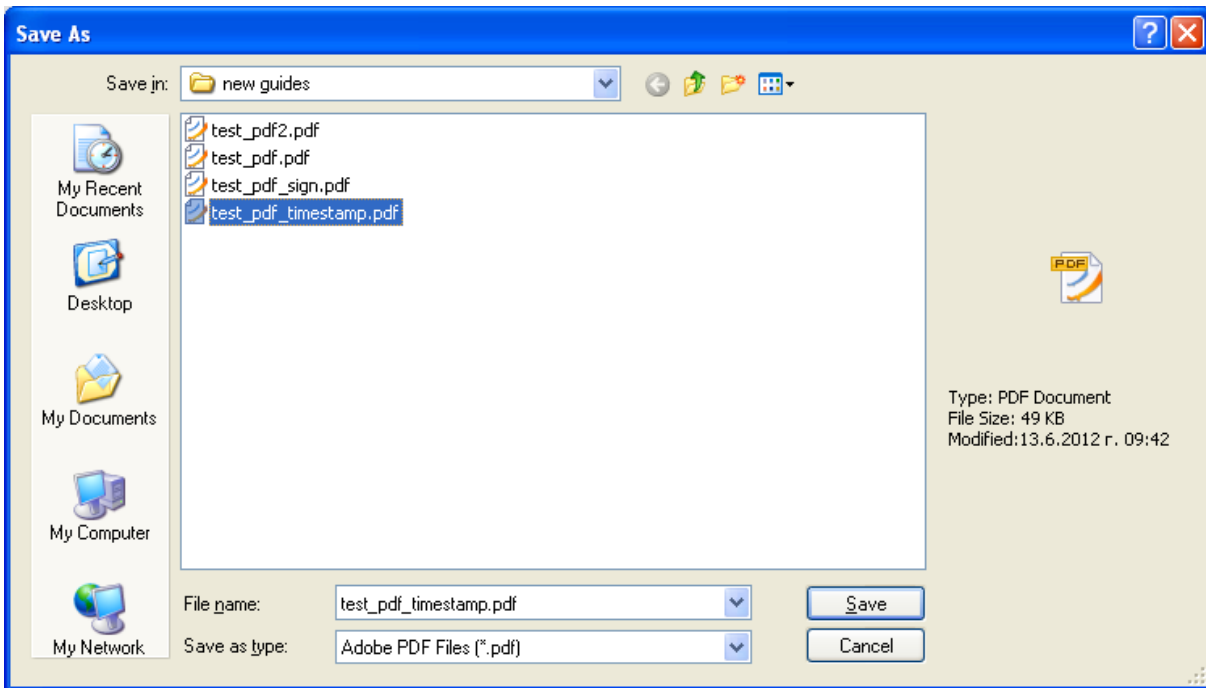 Save As
?
Save in:
new guides
test_pdf2.pdf
test_pdf.pdf
test_pdf_sign.pdf
test_pdf_timestamp.pdf
My Recent
Documents
Desktop
My Documents
My Computer
My Network
PDF
Type: PDF Document
File Size: 49 KB
Modified:13.6.2012 г. 09:42
File name:
test_pdf_timestamp.pdf
Save
Save as type:
Adobe PDF Files (*.pdf)
Cancel